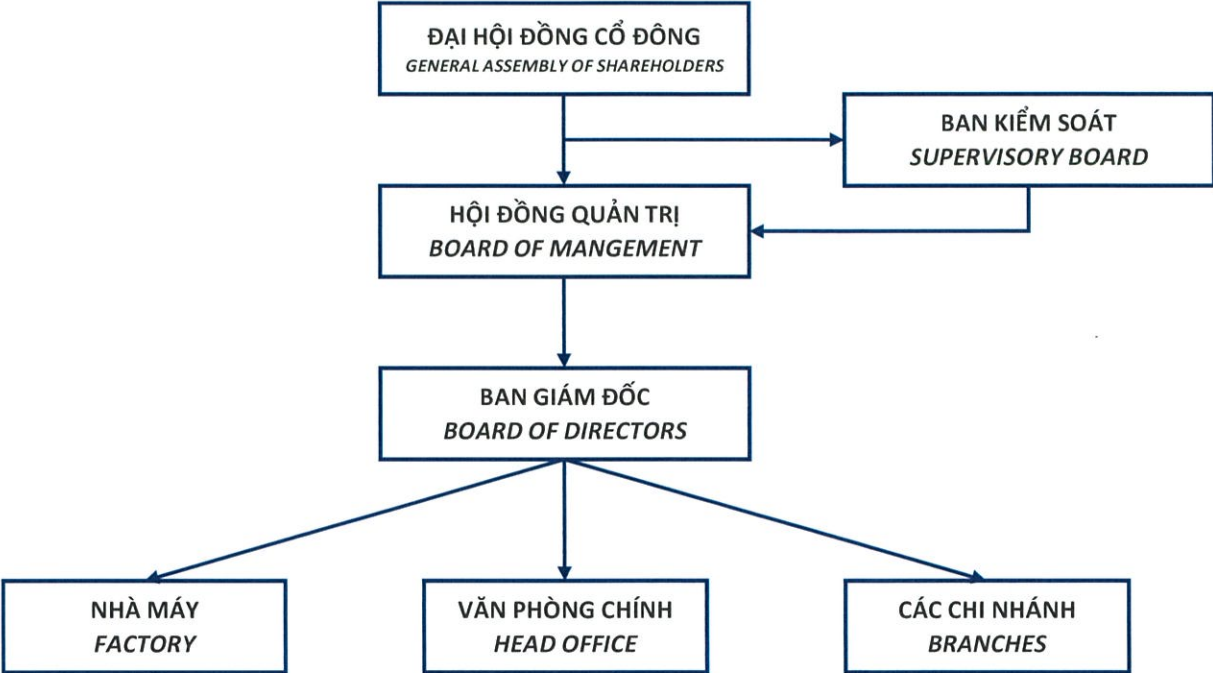 ĐẠI HỘI ĐỒNG CỔ ĐÔNG
GENERAL ASSEMBLY OF SHAREHOLDERS
BAN KIỂM SOÁT
SUPERVISORY BOARD
HỘI ĐỒNG QUẢN TRỊ
BOARD OF MANGEMENT
BAN GIÁM ĐỐC
BOARD OF DIRECTORS
NHÀ MÁY
FACTORY
VĂN PHÒNG CHÍNH
HEAD OFFICE
CÁC CHI NHÁNH
BRANCHES